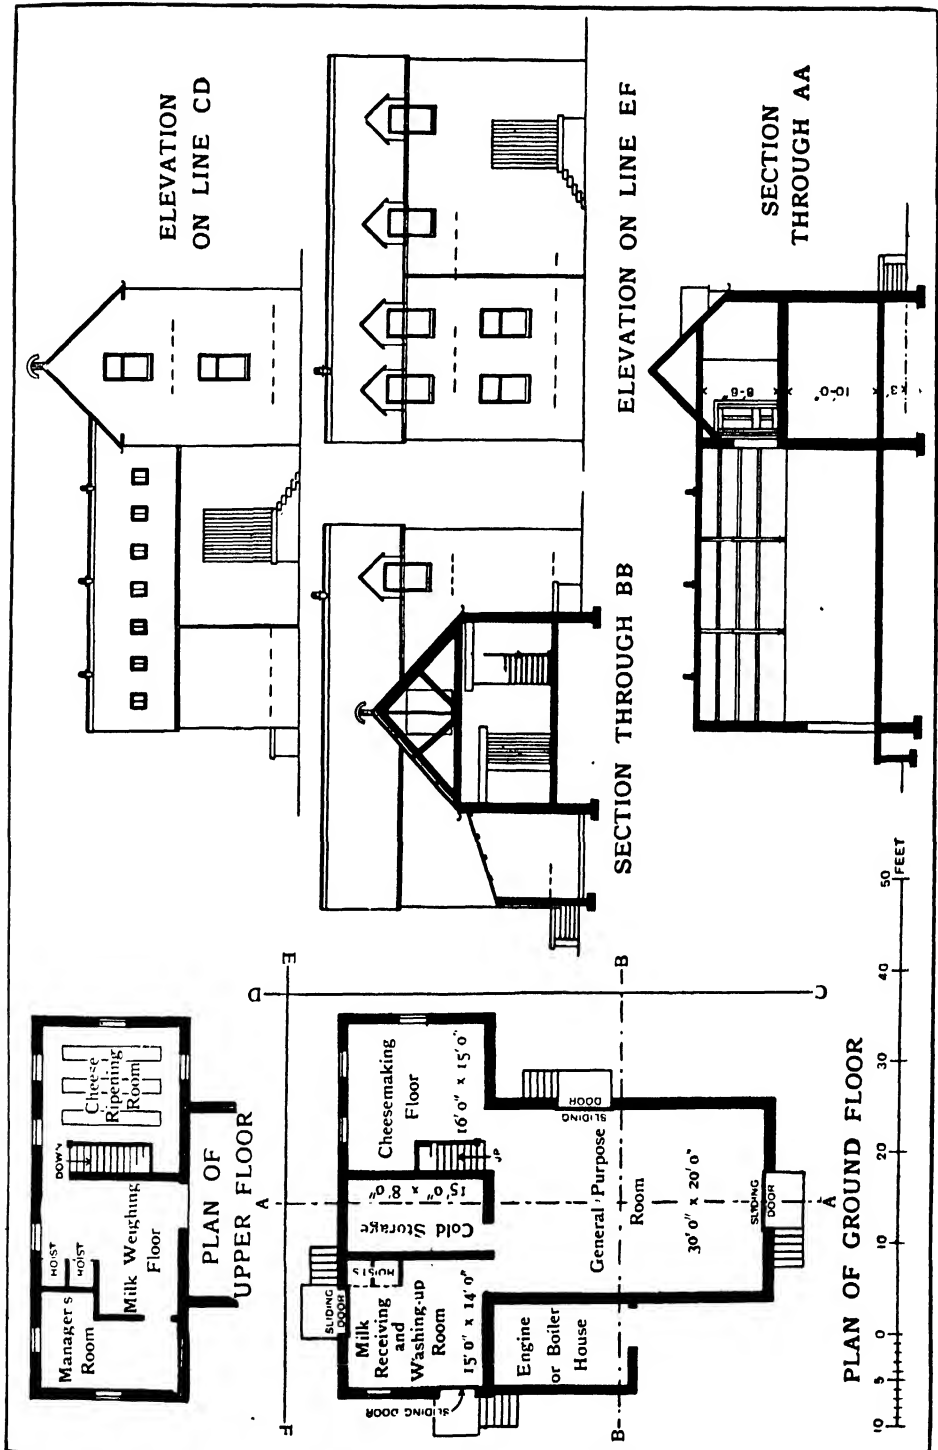 ELEVATION
ON LINE CD
ELEVATION ON LINE EF
SECTION
THROUGH AA
8'-6"
10'-0"
3'
SECTION THROUGH BB
Manager's
Room
HOIST
HOIST
Milk Weighing
Floor
DOWN
Cheese
Ripening
Room
PLAN OF
UPPER FLOOR
E
F
D
C
A
A
B
B
SLIDING
DOOR
Milk
Receiving
and
Washing-up
Room
15'0" x 14'0"
HOISTS
SLIDING DOOR
Cold Storage
15'0" x 8'0"
Cheesemaking
Floor
16'0" x 15'0"
UP
Engine
or Boiler
House
General Purpose
Room
30'0" x 20'0"
SLIDING
DOOR
SLIDING
DOOR
PLAN OF GROUND FLOOR
10 5 0 10 20 30 40 50
FEET